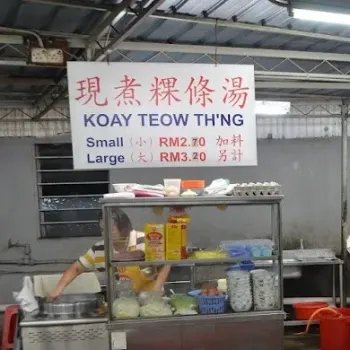 現煮粿條湯
KOAY TEOW TH'NG
Small (小) RM2.70 加料
Large (大) RM3.20 另計